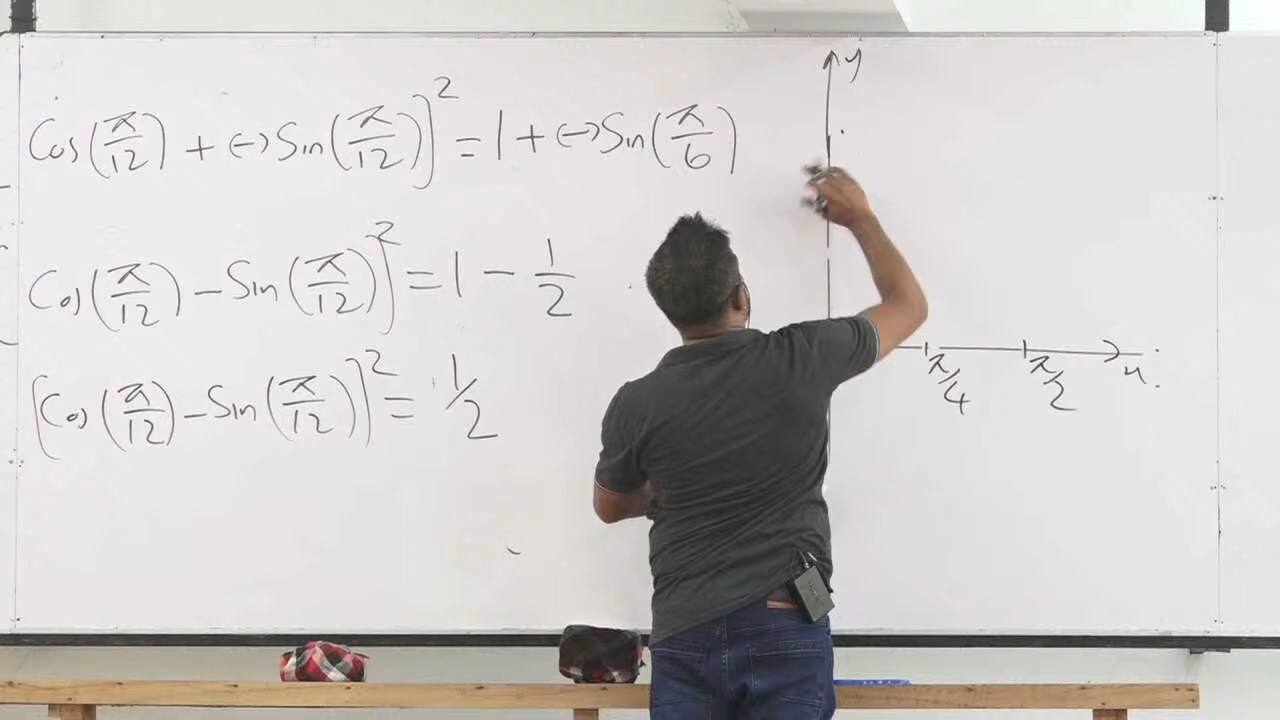 Cos(π/12) + (-) Sin(π/12)]² = 1 + (-) Sin(π/6)
Cos(π/12) - Sin(π/12)]² = 1 - 1/2
[Cos(π/12) - Sin(π/12)]² = 1/2
y
π/4 π/2 x